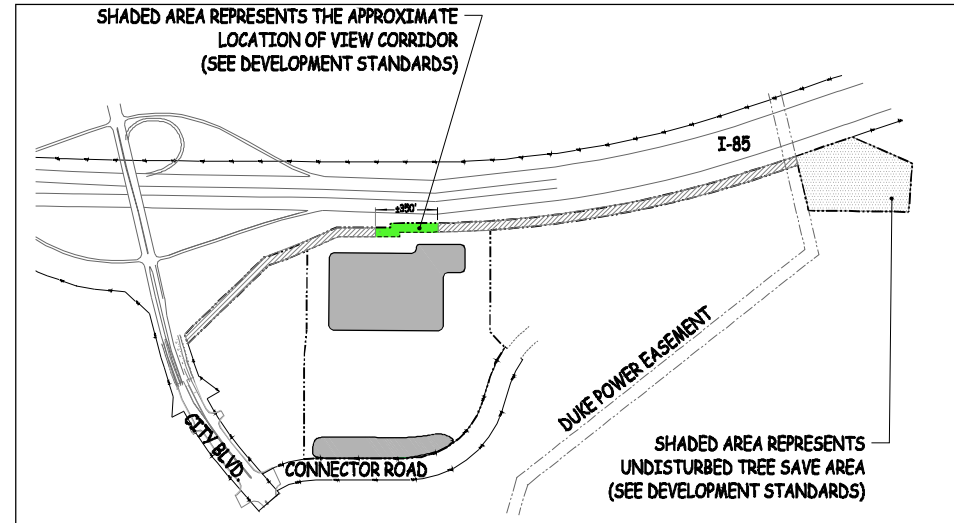 SHADED AREA REPRESENTS THE APPROXIMATE
LOCATION OF VIEW CORRIDOR
(SEE DEVELOPMENT STANDARDS)
I-85
±350'
DUKE POWER EASEMENT
CITY BLVD.
CONNECTOR ROAD
SHADED AREA REPRESENTS
UNDISTURBED TREE SAVE AREA
(SEE DEVELOPMENT STANDARDS)